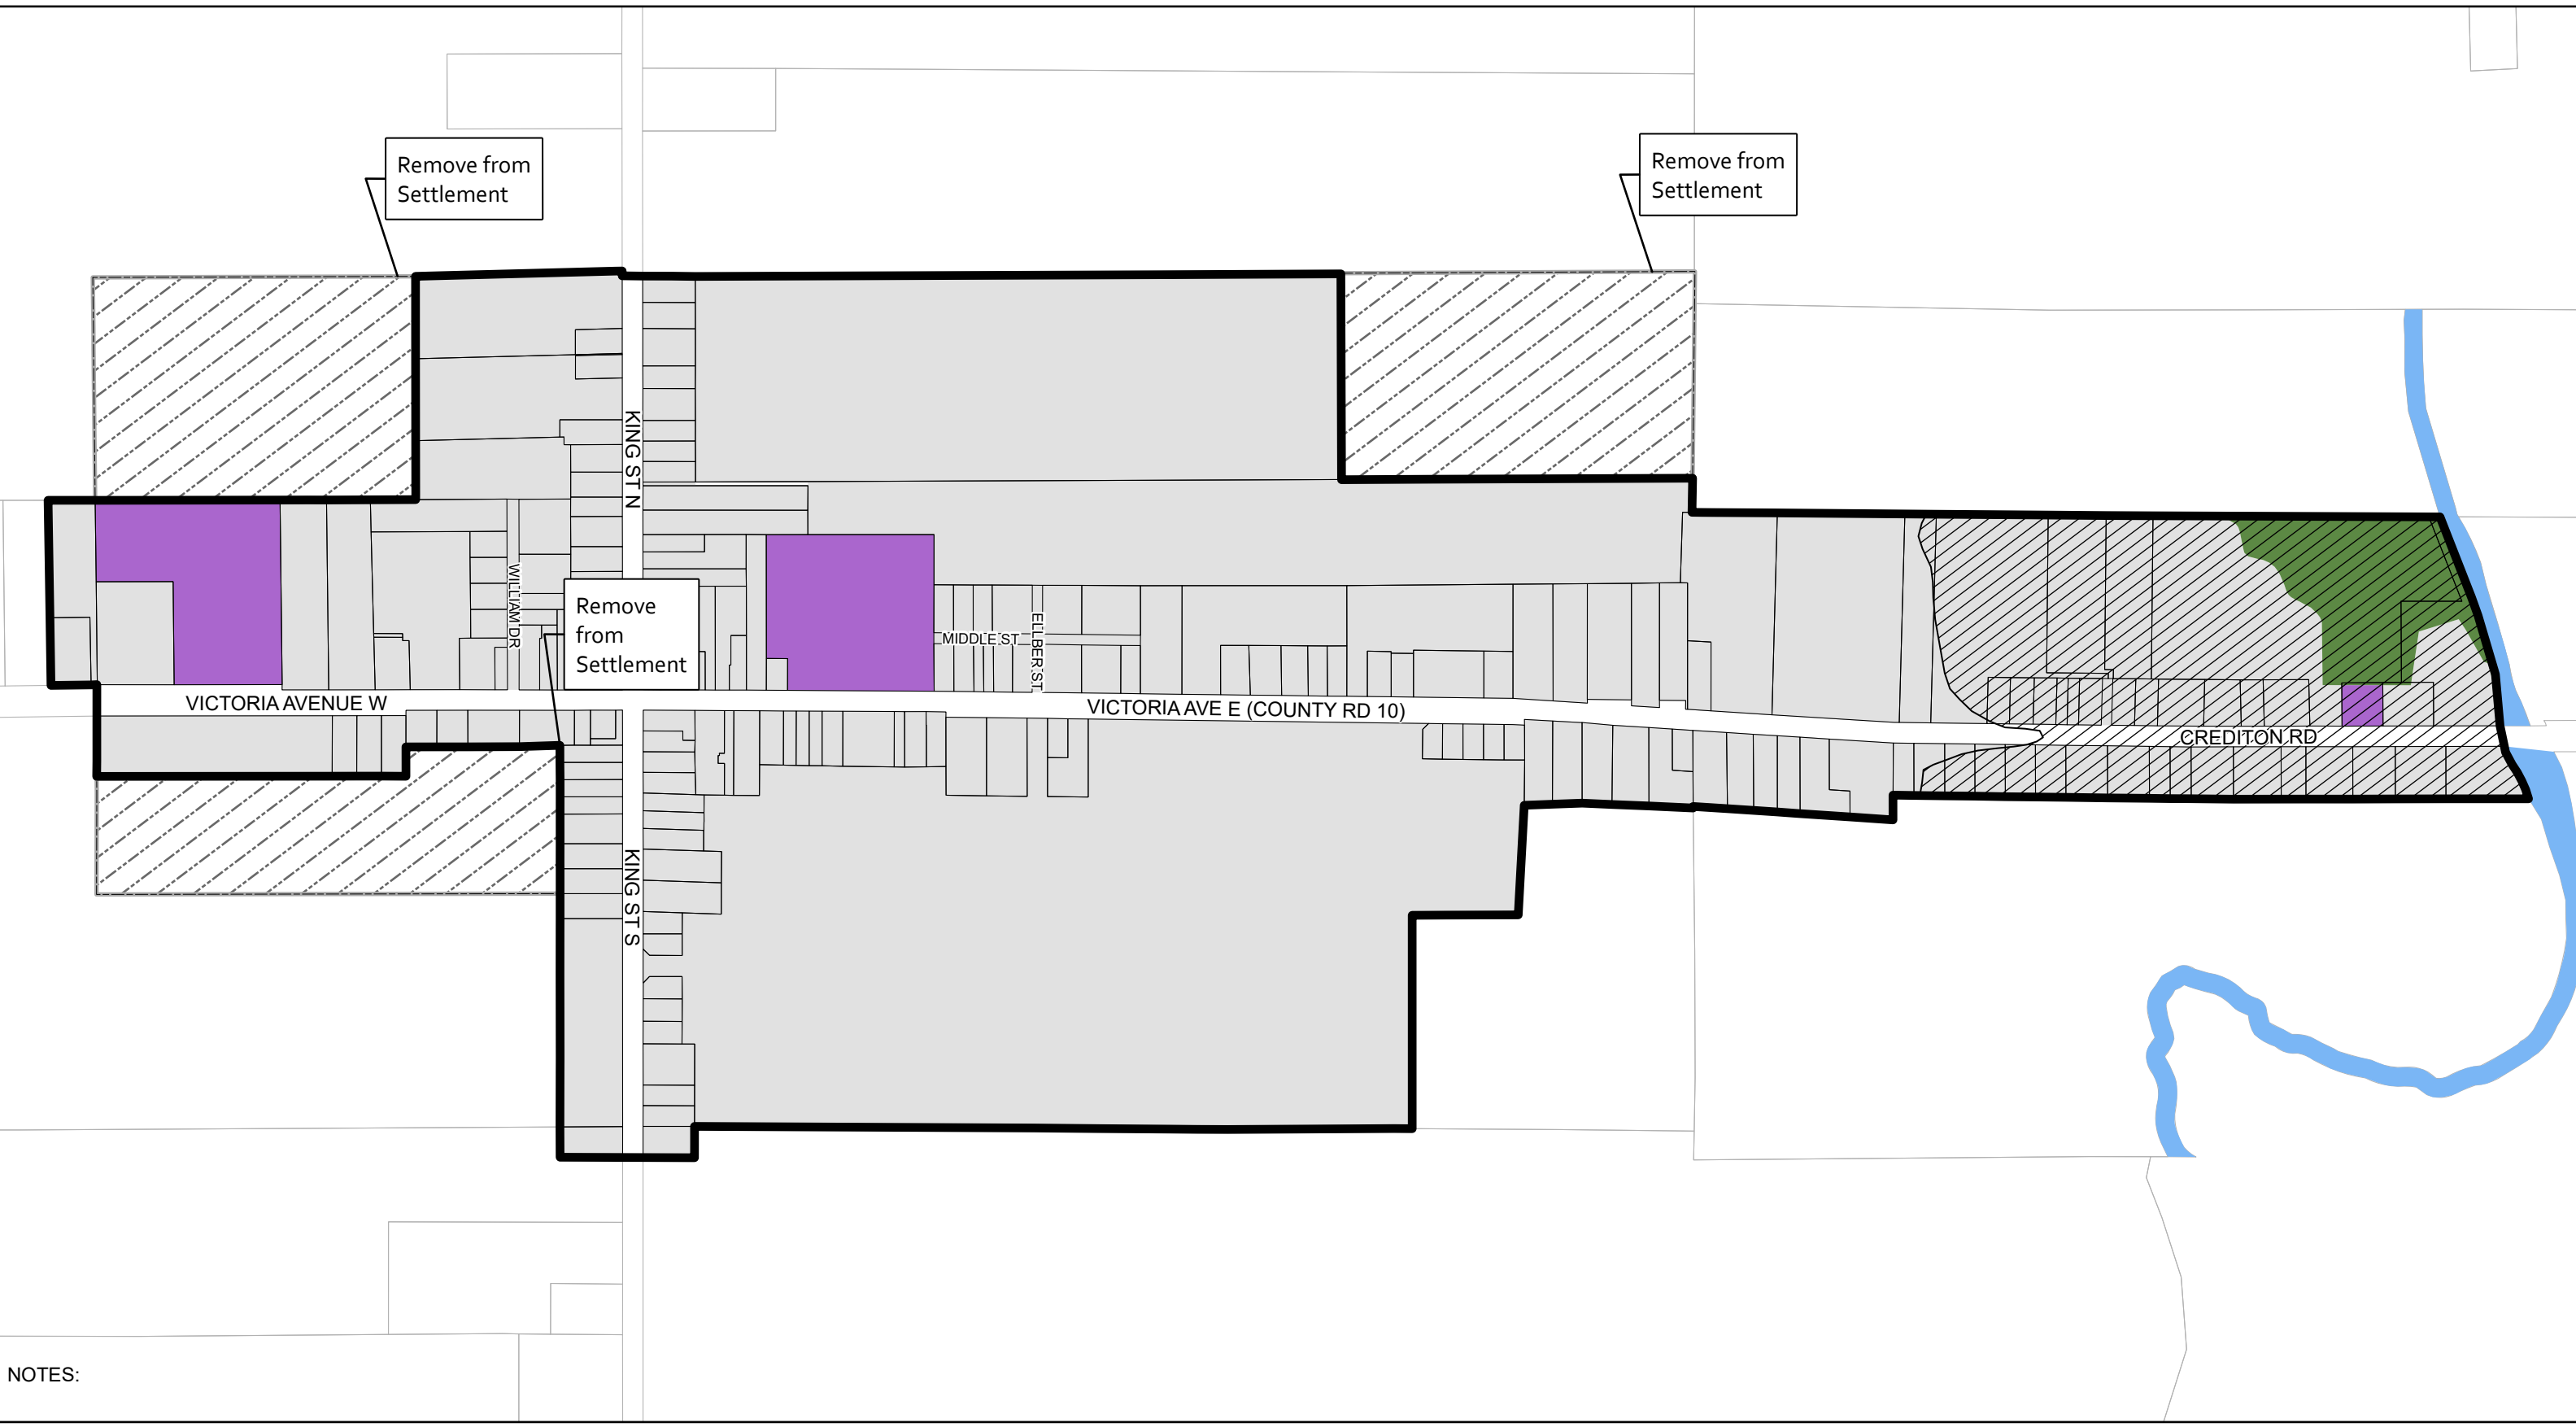 Remove from
Settlement
Remove from
Settlement
KING ST N
WILLIAM DR
Remove
from
Settlement
MIDDLE ST
ELLBER ST
VICTORIA AVENUE W
VICTORIA AVE E (COUNTY RD 10)
CREDITON RD
KING ST S
NOTES: